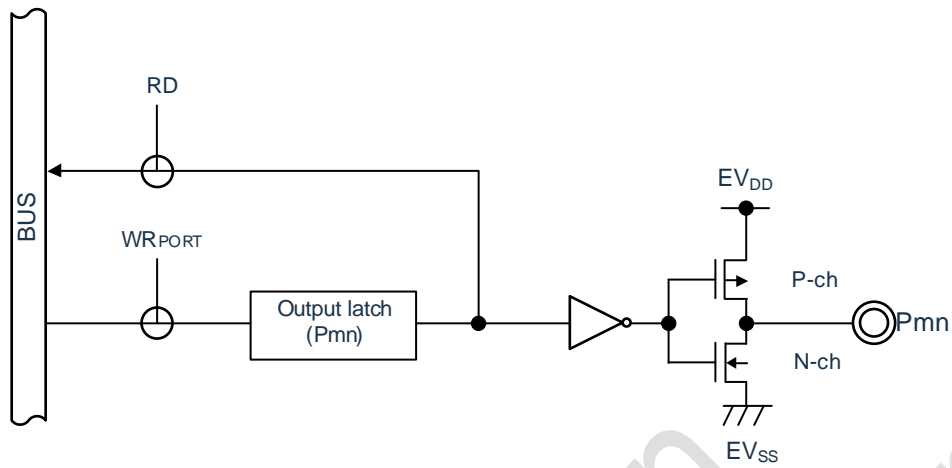 RD
EVDD
BUS
WRPORT
P-ch
Output latch
(Pmn)
Pmn
N-ch
EVSS